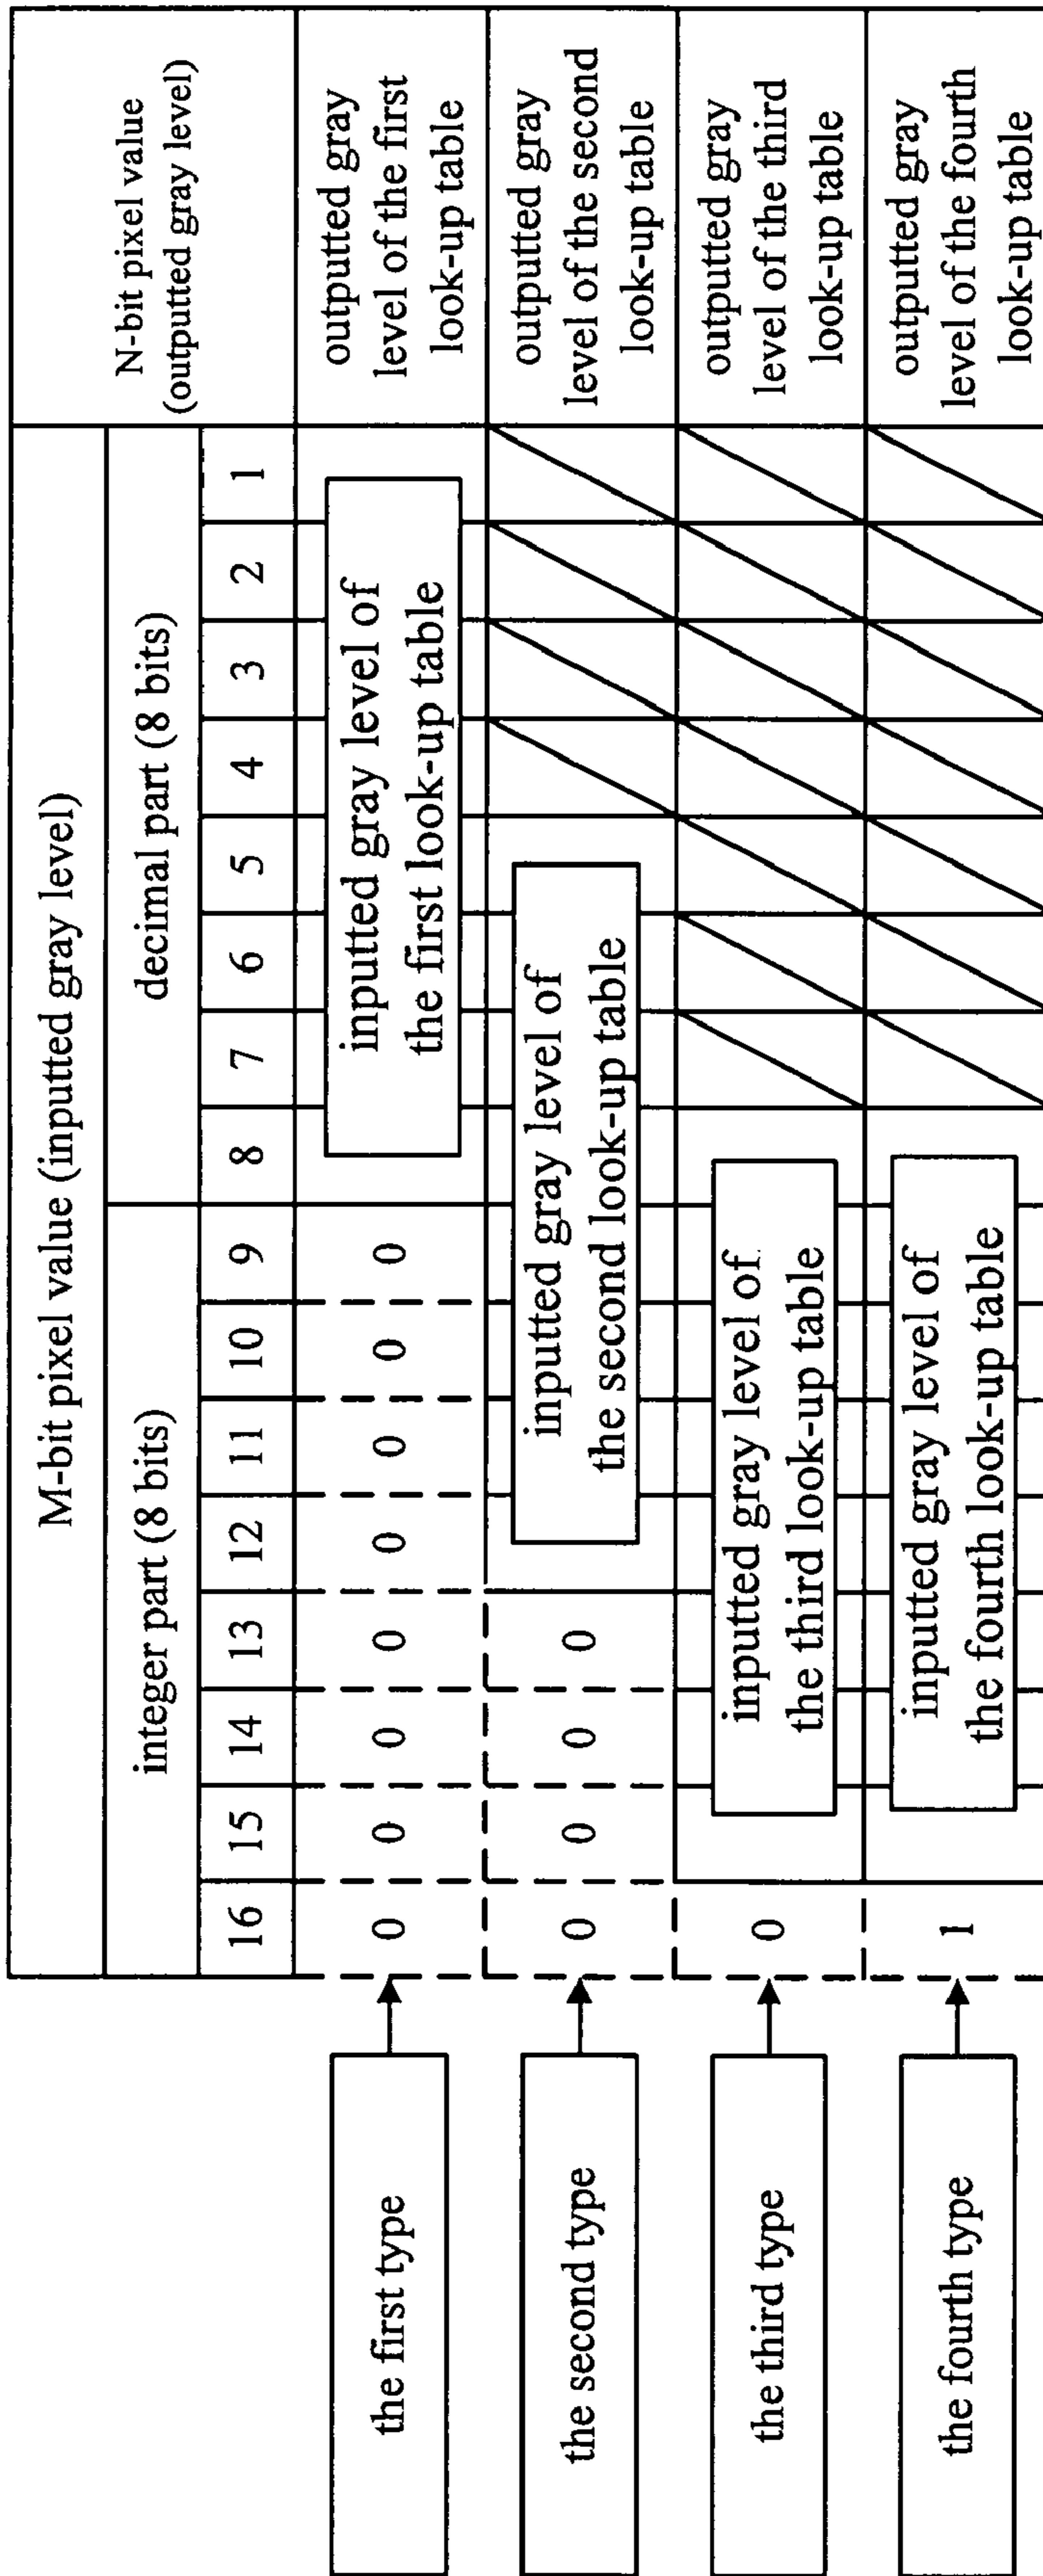 M-bit pixel value (inputted gray level)
N-bit pixel value
(outputted gray level)
integer part (8 bits)
decimal part (8 bits)
16 15 14 13 12 11 10 9 8 7 6 5 4 3 2 1
the first type
0 0 0 0 0 0 0 0
inputted gray level of
the first look-up table
outputted gray
level of the first
look-up table
the second type
0 0 0 0
inputted gray level of
the second look-up table
outputted gray
level of the second
look-up table
the third type
0
inputted gray level of
the third look-up table
outputted gray
level of the third
look-up table
the fourth type
1
inputted gray level of
the fourth look-up table
outputted gray
level of the fourth
look-up table